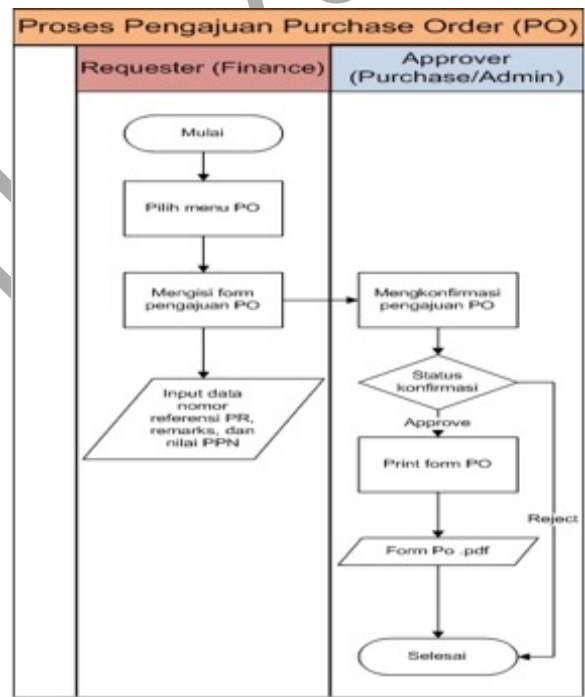 Proses Pengajuan Purchase Order (PO)
Requester (Finance)
Approver
(Purchase/Admin)
Mulai
Pilih menu PO
Mengisi form
pengajuan PO
Mengkonfirmasi
pengajuan PO
Input data
nomor
referensi PR,
remarks, dan
nilai PPN
Status
konfirmasi
Approve
Print form PO
Reject
Form Po .pdf
Selesai